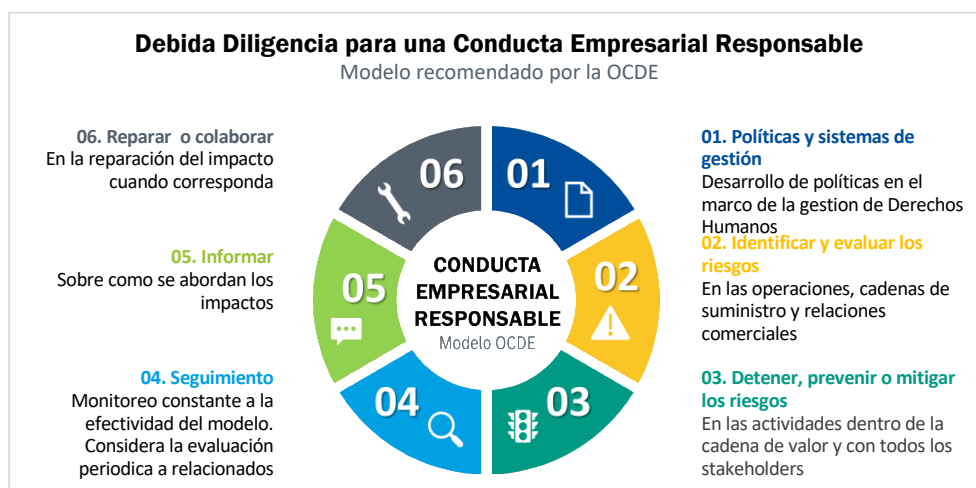 Debida Diligencia para una Conducta Empresarial Responsable
Modelo recomendado por la OCDE
06. Reparar o colaborar
En la reparación del impacto
cuando corresponda
05. Informar
Sobre como se abordan los
impactos
04. Seguimiento
Monitoreo constante a la
efectividad del modelo.
Considera la evaluación
periodica a relacionados
06
01
05
02
04
03
CONDUCTA
EMPRESARIAL
RESPONSABLE
Modelo OCDE
01. Políticas y sistemas de
gestión
Desarrollo de políticas en el
marco de la gestion de Derechos
Humanos
02. Identificar y evaluar los
riesgos
En las operaciones, cadenas de
suministro y relaciones
comerciales
03. Detener, prevenir o mitigar
los riesgos
En las actividades dentro de la
cadena de valor y con todos los
stakeholders